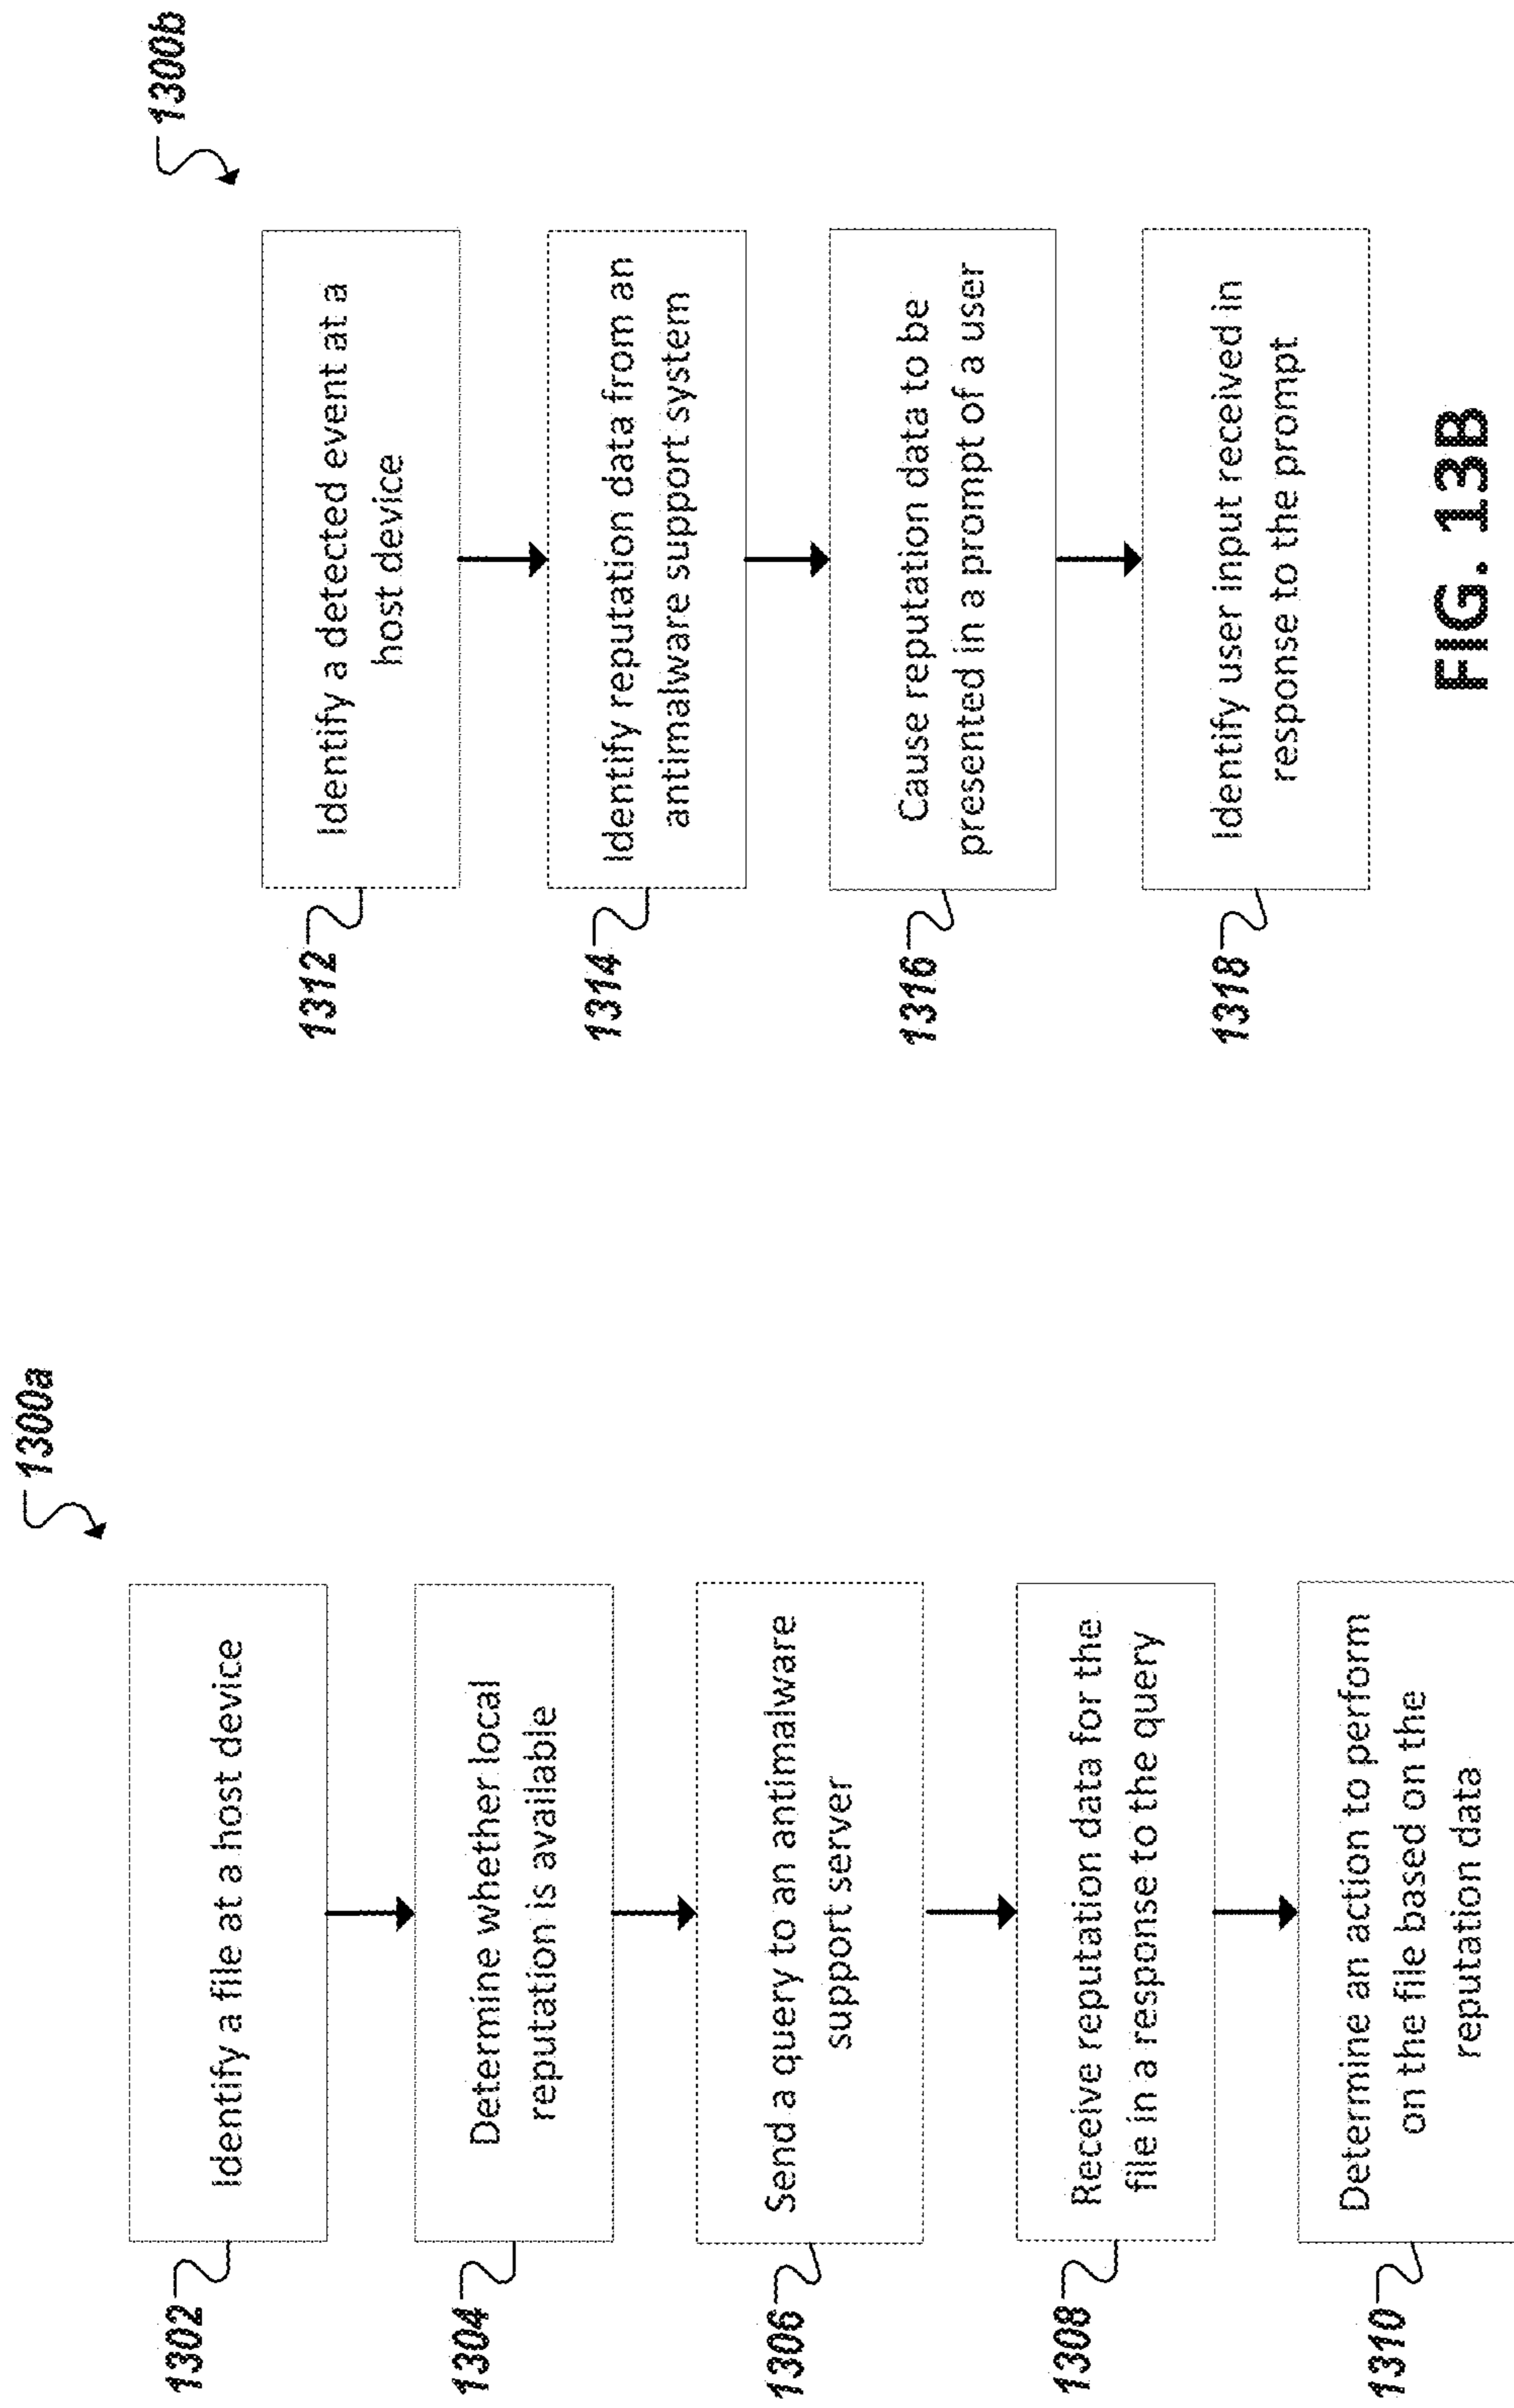 1300a
1302
Identify a file at a host device
1304
Determine whether local
reputation is available
1306
Send a query to an antimalware
support server
1308
Receive reputation data for the
file in a response to the query
1310
Determine an action to perform
on the file based on the
reputation data
1300b
1312
Identify a detected event at a
host device
1314
Identify reputation data from an
antimalware support system
1316
Cause reputation data to be
presented in a prompt of a user
1318
Identify user input received in
response to the prompt
FIG. 13B